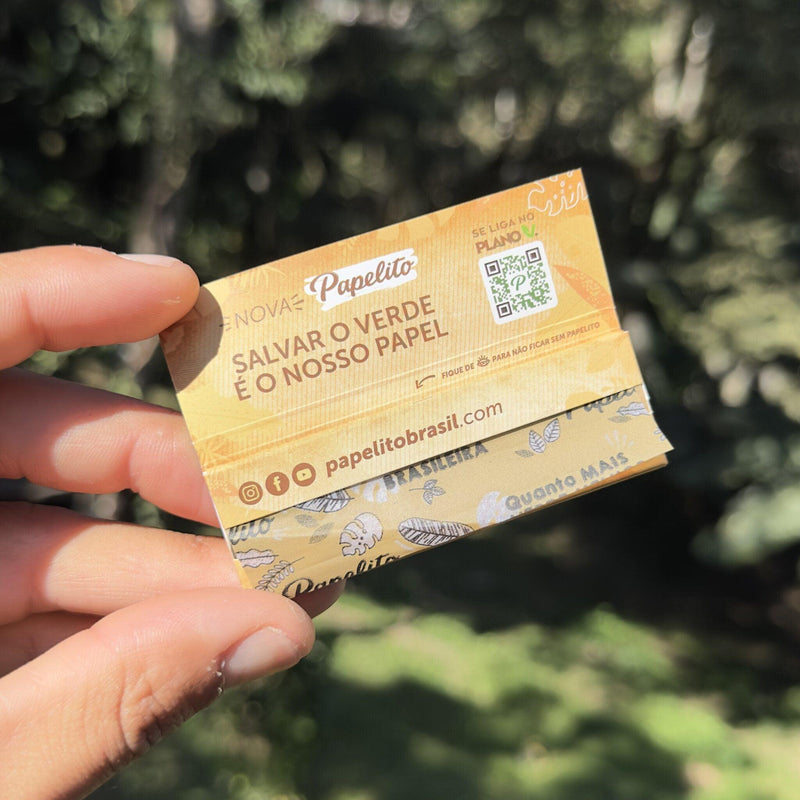 Papelito
NOVA
SALVAR O VERDE
É O NOSSO PAPEL
SE LIGA NO
PLANO V.
FIQUE DE PARA NÃO FICAR SEM PAPELITO
papelitobrasil.com
BRASILEIRA
Quanto MAIS
Papelito